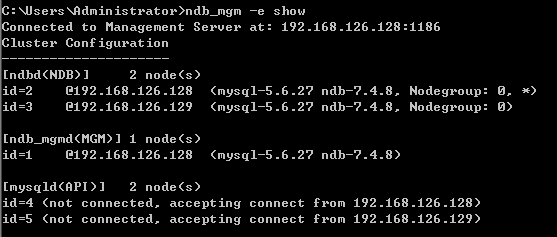 C:\Users\Administrator>ndb_mgm -e show
Connected to Management Server at: 192.168.126.128:1186
Cluster Configuration
---------------------
[ndbd(NDB)]     2 node(s)
id=2    @192.168.126.128  (mysql-5.6.27 ndb-7.4.8, Nodegroup: 0, *)
id=3    @192.168.126.129  (mysql-5.6.27 ndb-7.4.8, Nodegroup: 0)
[ndb_mgmd(MGM)] 1 node(s)
id=1    @192.168.126.128  (mysql-5.6.27 ndb-7.4.8)
[mysqld(API)]   2 node(s)
id=4 (not connected, accepting connect from 192.168.126.128)
id=5 (not connected, accepting connect from 192.168.126.129)